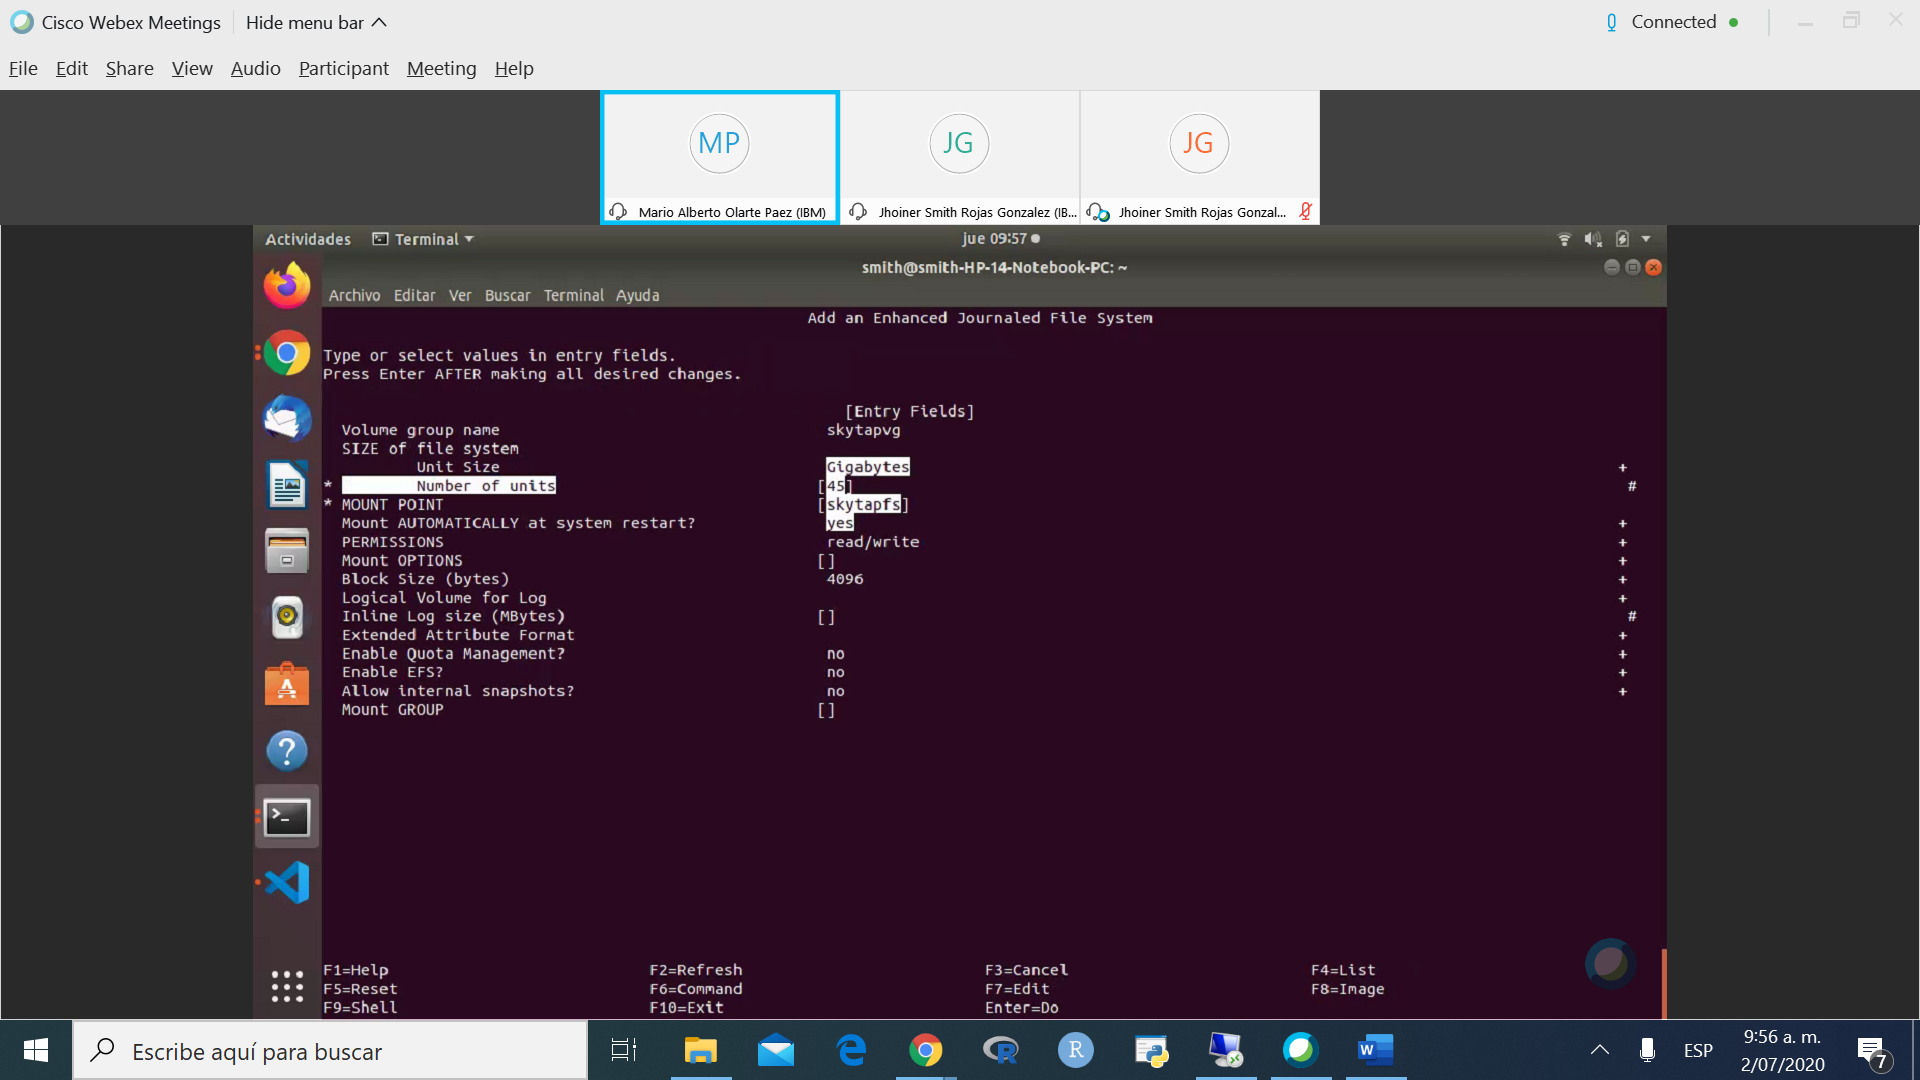 Cisco Webex Meetings Hide menu bar Connected
File Edit Share View Audio Participant Meeting Help
MP JG JG
Mario Alberto Olarte Paez (IBM) Jhoiner Smith Rojas Gonzalez (IB... Jhoiner Smith Rojas Gonzal...
Actividades Terminal jue 09:57
smith@smith-HP-14-Notebook-PC: ~
Archivo Editar Ver Buscar Terminal Ayuda
Add an Enhanced Journaled File System
Type or select values in entry fields.
Press Enter AFTER making all desired changes.
[Entry Fields]
Volume group name skytapvg
SIZE of file system
Unit Size Gigabytes +
* Number of units [45] #
* MOUNT POINT [skytapfs]
Mount AUTOMATICALLY at system restart? yes +
PERMISSIONS read/write +
Mount OPTIONS [] +
Block Size (bytes) 4096 +
Logical Volume for Log +
Inline Log size (MBytes) [] #
Extended Attribute Format +
Enable Quota Management? no +
Enable EFS? no +
Allow internal snapshots? no +
Mount GROUP []
F1=Help F2=Refresh F3=Cancel F4=List
F5=Reset F6=Command F7=Edit F8=Image
F9=Shell F10=Exit Enter=Do
Escribe aquí para buscar ESP 9:56 a. m.
2/07/2020 7